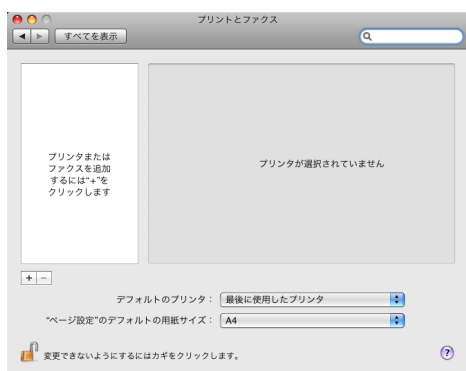 プリントとファクス
すべてを表示
プリンタまたは
ファクスを追加
するには“+”を
クリックします
プリンタが選択されていません
+ −
デフォルトのプリンタ： 最後に使用したプリンタ
“ページ設定”のデフォルトの用紙サイズ： A4
変更できないようにするにはカギをクリックします。
?